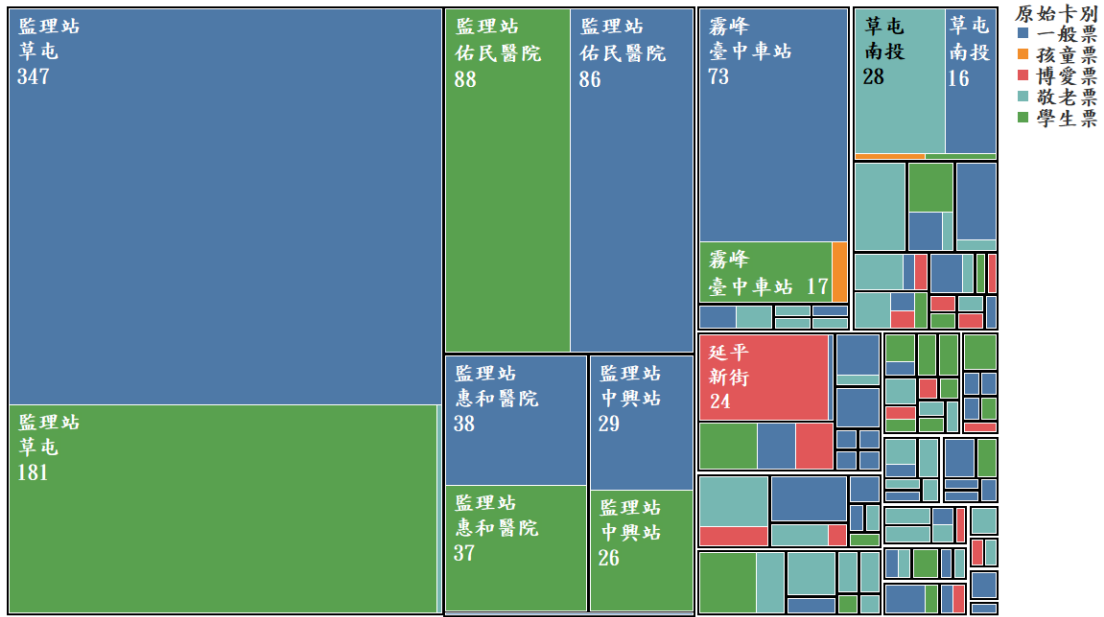 監理站
草屯
347
監理站
草屯
181
監理站
佑民醫院
88
監理站
佑民醫院
86
監理站
惠和醫院
38
監理站
惠和醫院
37
監理站
中興站
29
監理站
中興站
26
霧峰
臺中車站
73
霧峰
臺中車站 17
延平
新街
24
草屯
南投
28
草屯
南投
16
原始卡別
一般票
孩童票
博愛票
敬老票
學生票